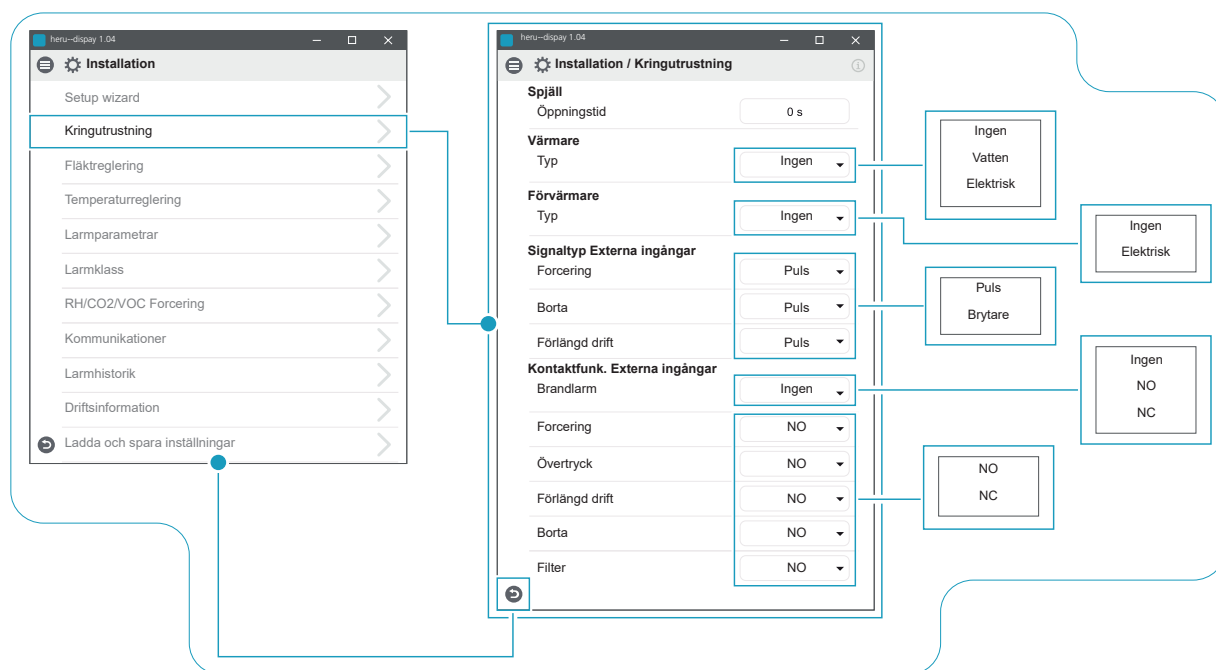 heru--dispay 1.04
Installation
Setup wizard
Kringutrustning
Fläktreglering
Temperaturreglering
Larmparametrar
Larmklass
RH/CO2/VOC Forcering
Kommunikationer
Larmhistorik
Driftsinformation
Ladda och spara inställningar
heru--dispay 1.04
Installation / Kringutrustning
Spjäll
Öppningstid 0 s
Värmare
Typ Ingen
Förvärmare
Typ Ingen
Signaltyp Externa ingångar
Forcering Puls
Borta Puls
Förlängd drift Puls
Kontaktfunk. Externa ingångar
Brandlarm Ingen
Forcering NO
Övertryck NO
Förlängd drift NO
Borta NO
Filter NO
Ingen
Vatten
Elektrisk
Ingen
Elektrisk
Puls
Brytare
Ingen
NO
NC
NO
NC